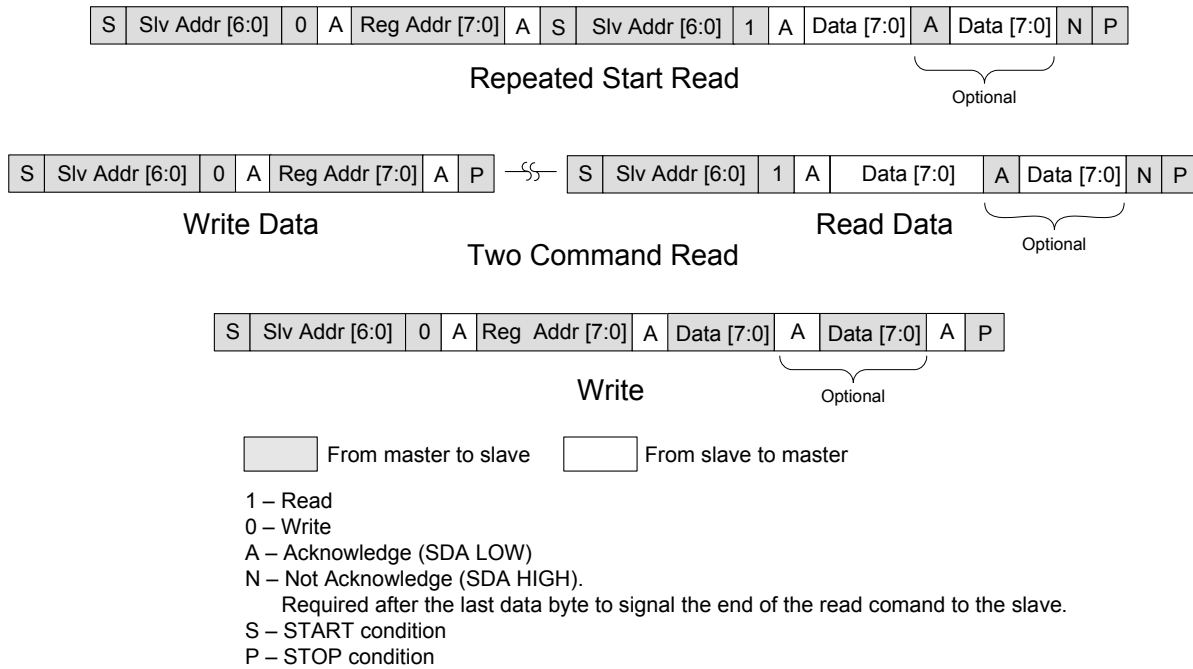 S Slv Addr [6:0] 0 A Reg Addr [7:0] A S Slv Addr [6:0] 1 A Data [7:0] A Data [7:0] N P
Repeated Start Read
Optional
S Slv Addr [6:0] 0 A Reg Addr [7:0] A P S Slv Addr [6:0] 1 A Data [7:0] A Data [7:0] N P
Write Data
Read Data
Optional
Two Command Read
S Slv Addr [6:0] 0 A Reg Addr [7:0] A Data [7:0] A Data [7:0] A P
Write
Optional
From master to slave
From slave to master
1 – Read
0 – Write
A – Acknowledge (SDA LOW)
N – Not Acknowledge (SDA HIGH).
Required after the last data byte to signal the end of the read comand to the slave.
S – START condition
P – STOP condition